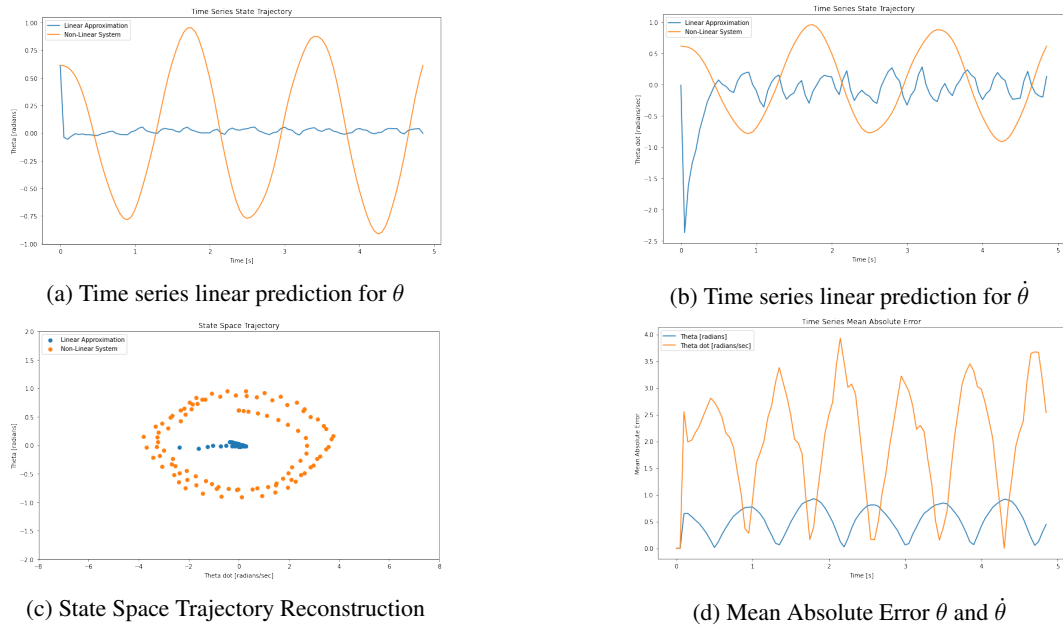 Time Series State Trajectory
Linear Approximation
Non-Linear System
Theta [radians]
1.00
0.75
0.50
0.25
0.00
0.25
0.50
0.75
−1.00
0
1
2
3
4
5
Time [s]
(a) Time series linear prediction for θ
Time Series State Trajectory
Linear Approximation
Non-Linear System
Theta dot [radians/sec]
1.0
0.5
0.0
−0.5
−1.0
−1.5
−2.0
−2.5
0
1
2
3
4
5
Time [s]
(b) Time series linear prediction for θ̇
State Space Trajectory
Linear Approximation
Non-Linear System
Theta [radians]
2.0
1.5
1.0
0.5
0.0
−0.5
−1.0
−1.5
−2.0
−8
−6
−4
−2
0
2
4
6
8
Theta dot [radians/sec]
(c) State Space Trajectory Reconstruction
Time Series Mean Absolute Error
Theta [radians]
Theta dot [radians/sec]
Mean Absolute Error
4.0
3.5
3.0
2.5
2.0
1.5
1.0
0.5
0.0
0
1
2
3
4
5
Time [s]
(d) Mean Absolute Error θ and θ̇